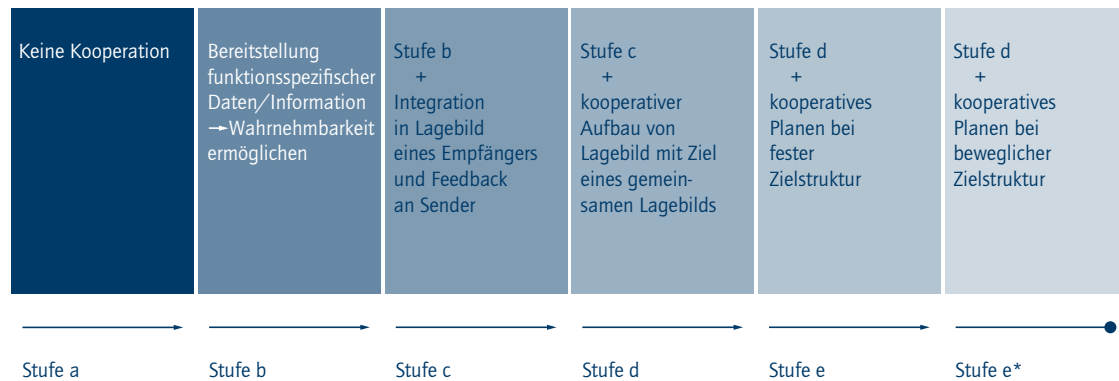 Keine Kooperation
Bereitstellung
funktionsspezifischer
Daten/Information
→Wahrnehmbarkeit
ermöglichen
Stufe b
+
Integration
in Lagebild
eines Empfängers
und Feedback
an Sender
Stufe c
+
kooperativer
Aufbau von
Lagebild mit Ziel
eines gemein-
samen Lagebilds
Stufe d
+
kooperatives
Planen bei
fester
Zielstruktur
Stufe d
+
kooperatives
Planen bei
beweglicher
Zielstruktur
Stufe a
Stufe b
Stufe c
Stufe d
Stufe e
Stufe e*